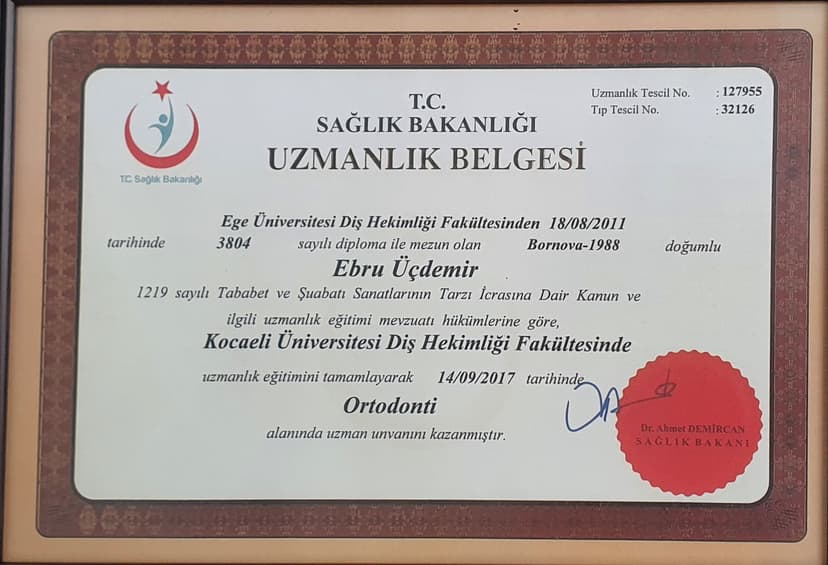 T.C. Sağlık Bakanlığı
T.C.
SAĞLIK BAKANLIĞI
UZMANLIK BELGESİ
Uzmanlık Tescil No. : 127955
Tıp Tescil No. : 32126
Ege Üniversitesi Diş Hekimliği Fakültesinden 18/08/2011
tarihinde 3804 sayılı diploma ile mezun olan Bornova-1988 doğumlu
Ebru Üçdemir
1219 sayılı Tababet ve Şuabatı Sanatlarının Tarzı İcrasına Dair Kanun ve
ilgili uzmanlık eğitimi mevzuatı hükümlerine göre,
Kocaeli Üniversitesi Diş Hekimliği Fakültesinde
uzmanlık eğitimini tamamlayarak 14/09/2017 tarihinde
Ortodonti
alanında uzman unvanını kazanmıştır.
Dr. Ahmet DEMİRCAN
SAĞLIK BAKANI